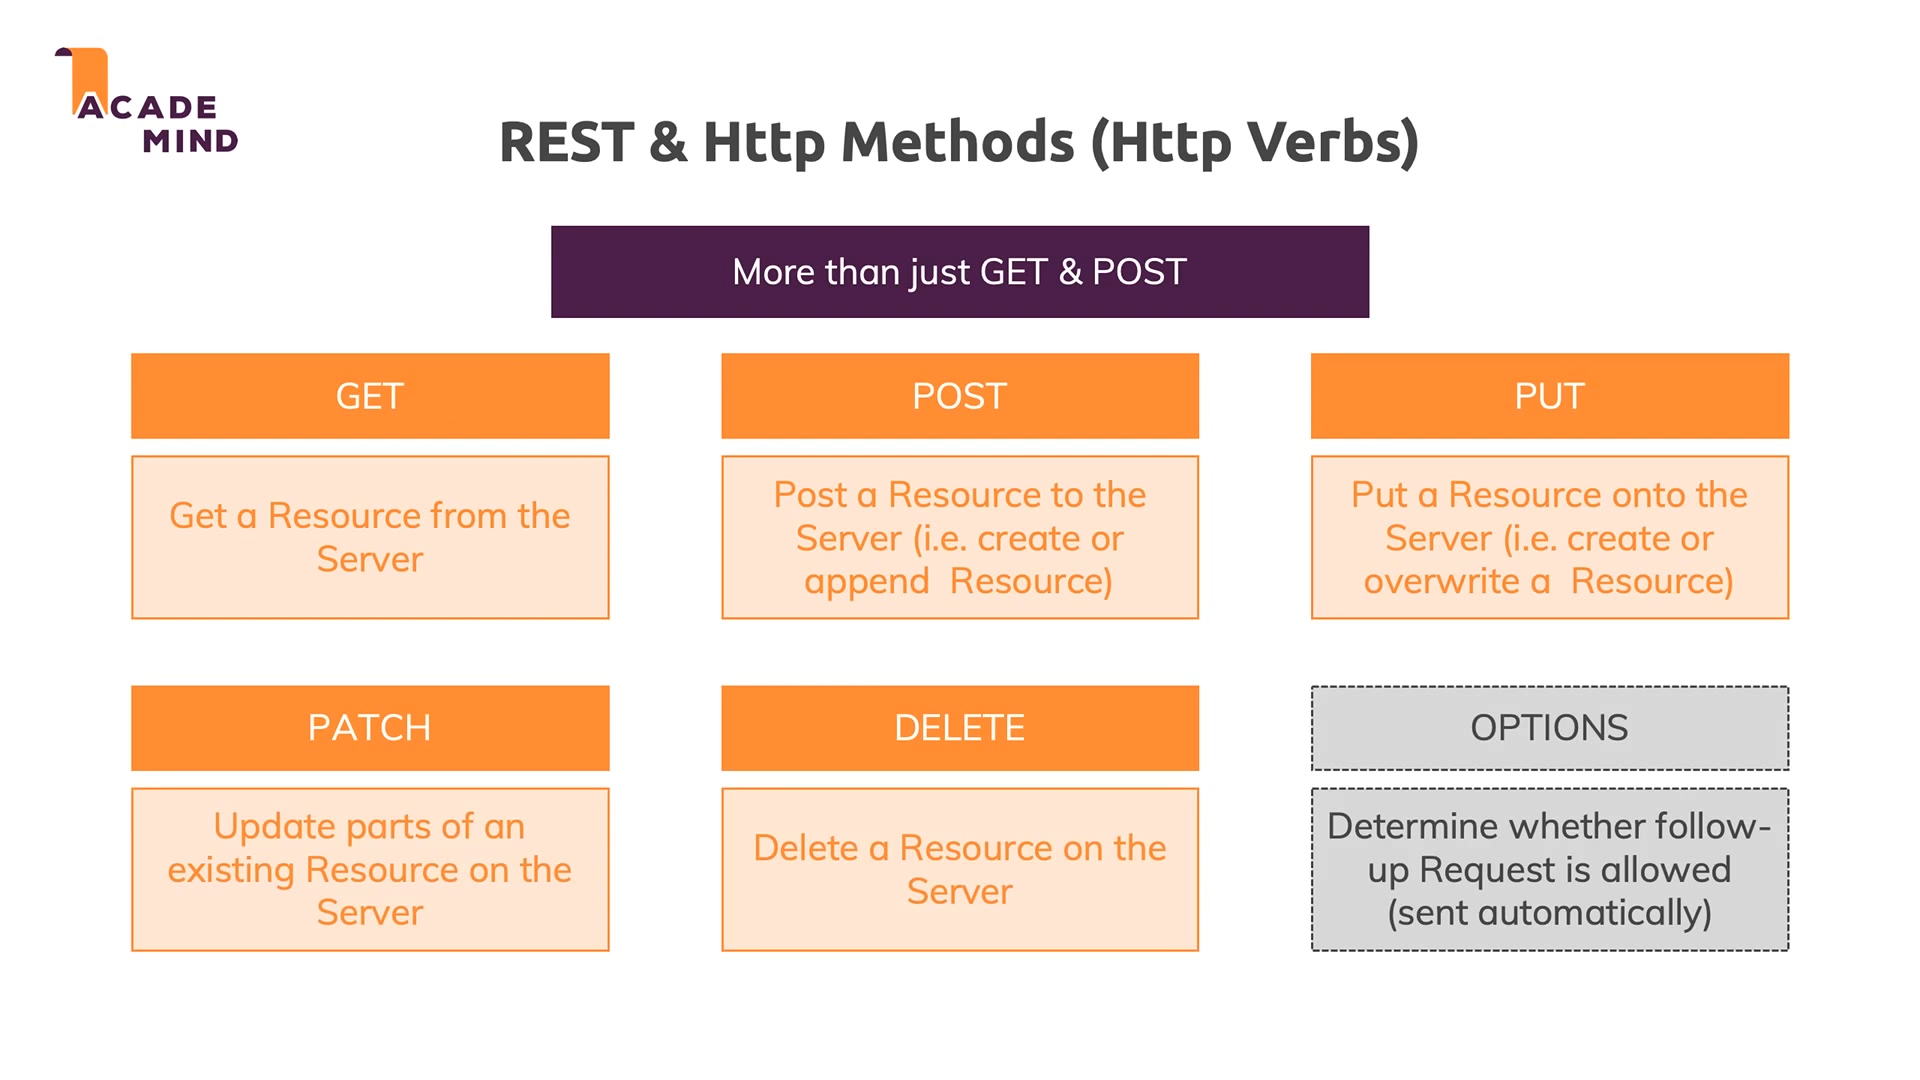 ACADE
MIND
REST & Http Methods (Http Verbs)
More than just GET & POST
GET
Get a Resource from the
Server
POST
Post a Resource to the
Server (i.e. create or
append  Resource)
PUT
Put a Resource onto the
Server (i.e. create or
overwrite a  Resource)
PATCH
Update parts of an
existing Resource on the
Server
DELETE
Delete a Resource on the
Server
OPTIONS
Determine whether follow-
up Request is allowed
(sent automatically)